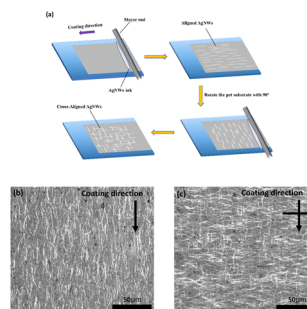 (a)
Coating direction
Mayer rod
Aligned AgNWs
AgNWs ink
Rotate the pet substrate with 90°
Cross-Aligned AgNWs
(b)
Coating direction
50μm
(c)
Coating direction
50μm